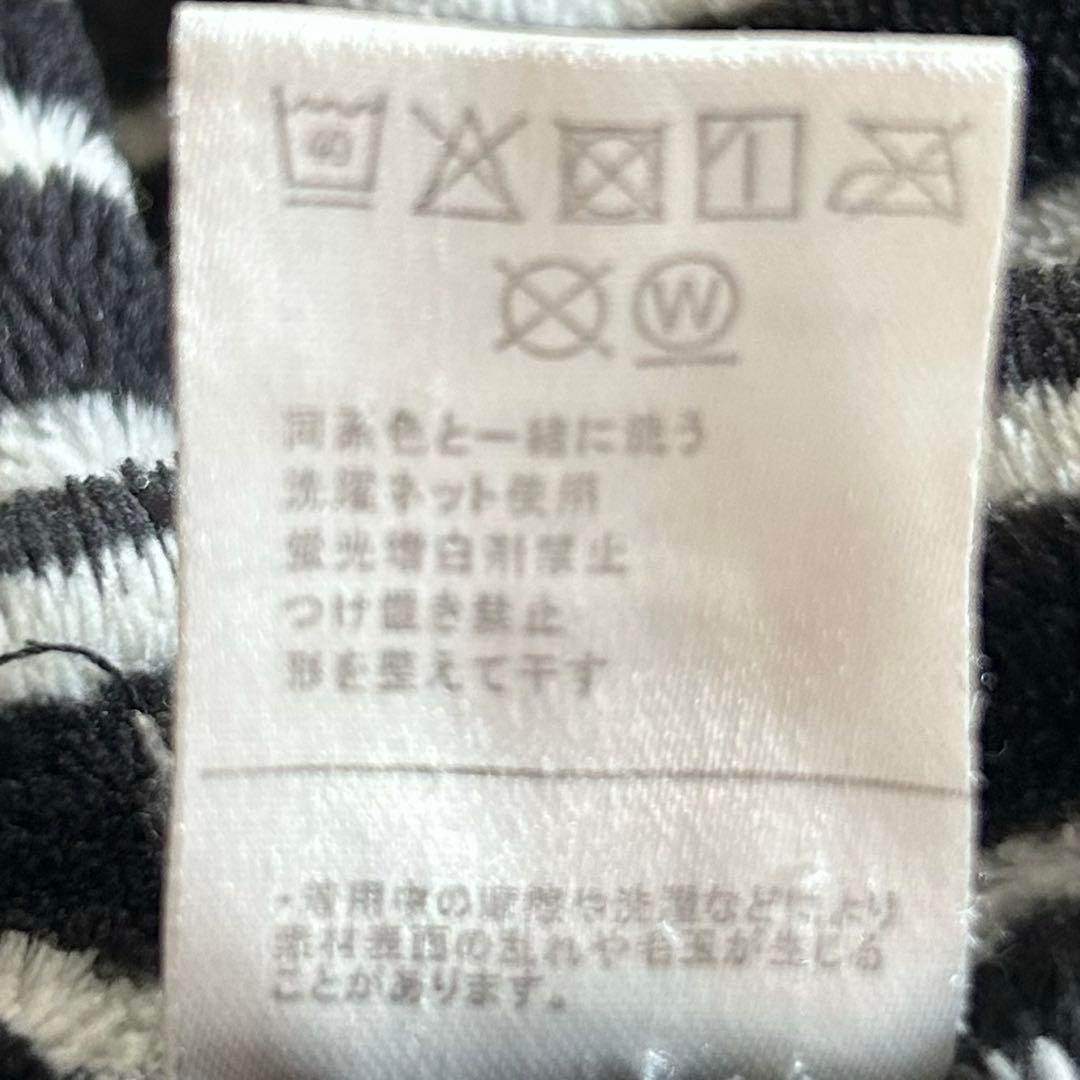 40
W
同系色と一緒に洗う
洗濯ネット使用
蛍光増白剤禁止
つけ置き禁止
形を整えて干す
・着用中の摩擦や洗濯などにより
素材表面の乱れや毛玉が生じる
ことがあります。